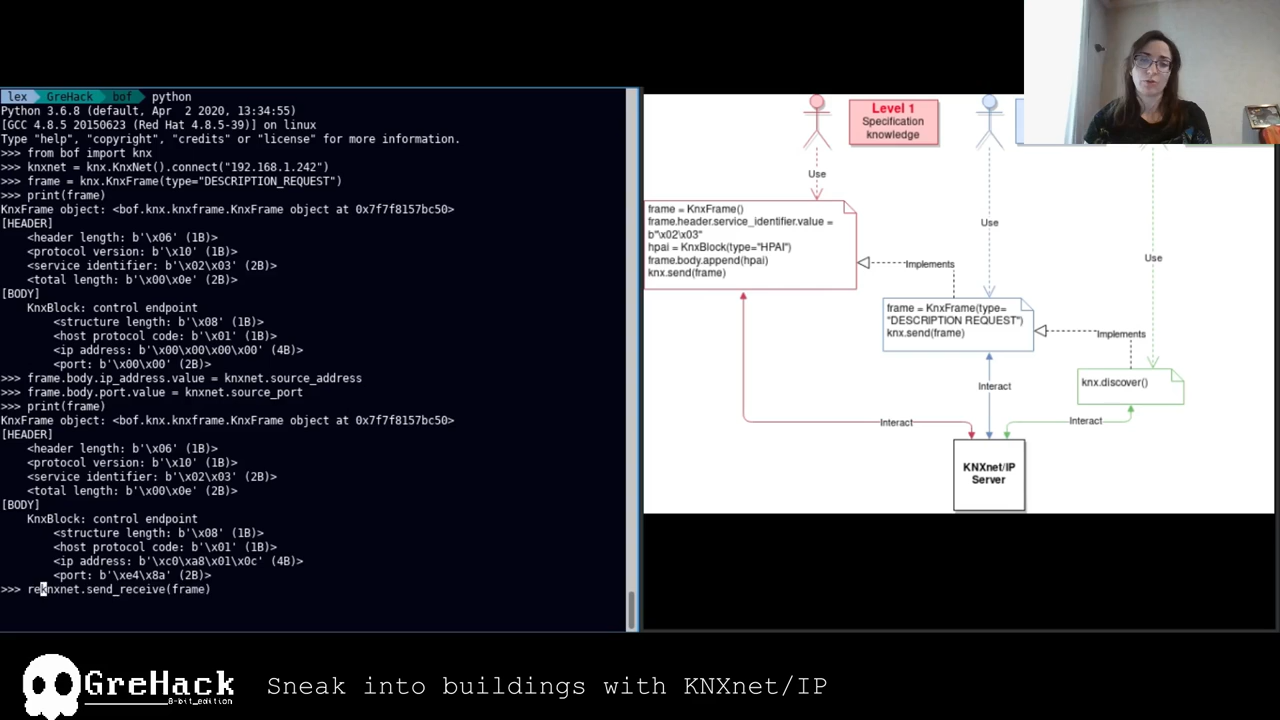 lex GreHack bof python
Python 3.6.8 (default, Apr  2 2020, 13:34:55)
[GCC 4.8.5 20150623 (Red Hat 4.8.5-39)] on linux
Type "help", "copyright", "credits" or "license" for more information.
>>> from bof import knx
>>> knxnet = knx.KnxNet().connect("192.168.1.242")
>>> frame = knx.KnxFrame(type="DESCRIPTION_REQUEST")
>>> print(frame)
KnxFrame object: <bof.knx.knxframe.KnxFrame object at 0x7f7f8157bc50>
[HEADER]
    <header length: b'\x06' (1B)>
    <protocol version: b'\x10' (1B)>
    <service identifier: b'\x02\x03' (2B)>
    <total length: b'\x00\x0e' (2B)>
[BODY]
    KnxBlock: control endpoint
        <structure length: b'\x08' (1B)>
        <host protocol code: b'\x01' (1B)>
        <ip address: b'\x00\x00\x00\x00' (4B)>
        <port: b'\x00\x00' (2B)>
>>> frame.body.ip_address.value = knxnet.source_address
>>> frame.body.port.value = knxnet.source_port
>>> print(frame)
KnxFrame object: <bof.knx.knxframe.KnxFrame object at 0x7f7f8157bc50>
[HEADER]
    <header length: b'\x06' (1B)>
    <protocol version: b'\x10' (1B)>
    <service identifier: b'\x02\x03' (2B)>
    <total length: b'\x00\x0e' (2B)>
[BODY]
    KnxBlock: control endpoint
        <structure length: b'\x08' (1B)>
        <host protocol code: b'\x01' (1B)>
        <ip address: b'\xc0\xa8\x01\x0c' (4B)>
        <port: b'\xe4\x8a' (2B)>
>>> reknxnet.send_receive(frame)
Level 1
Specification
knowledge
Use
frame = KnxFrame()
frame.header.service_identifier.value =
b"\x02\x03"
hpai = KnxBlock(type="HPAI")
frame.body.append(hpai)
knx.send(frame)
Use
Use
Implements
frame = KnxFrame(type=
"DESCRIPTION REQUEST")
knx.send(frame)
Implements
knx.discover()
Interact
Interact
Interact
KNXnet/IP
Server
GreHack
8-bit_edition
Sneak into buildings with KNXnet/IP